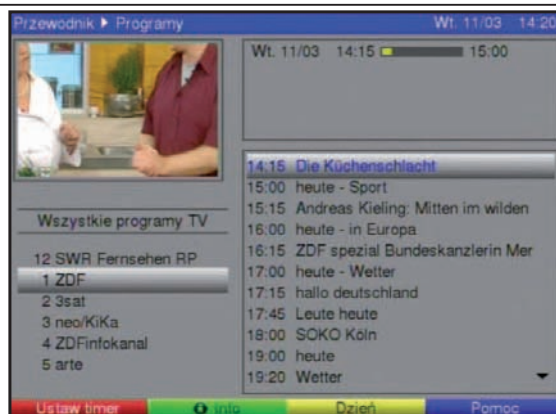 Przewodnik ▶ Programy Wt. 11/03 14:20
Wt. 11/03 14:15 15:00
14:15 Die Küchenschlacht
15:00 heute - Sport
15:15 Andreas Kieling: Mitten im wilden
16:00 heute - in Europa
16:15 ZDF spezial Bundeskanzlerin Mer
17:00 heute - Wetter
17:15 hallo deutschland
17:45 Leute heute
18:00 SOKO Köln
19:00 heute
19:20 Wetter
Wszystkie programy TV
12 SWR Fernsehen RP
1 ZDF
2 3sat
3 neo/KiKa
4 ZDFinfokanal
5 arte
Ustaw timer Info Dzień Pomoc